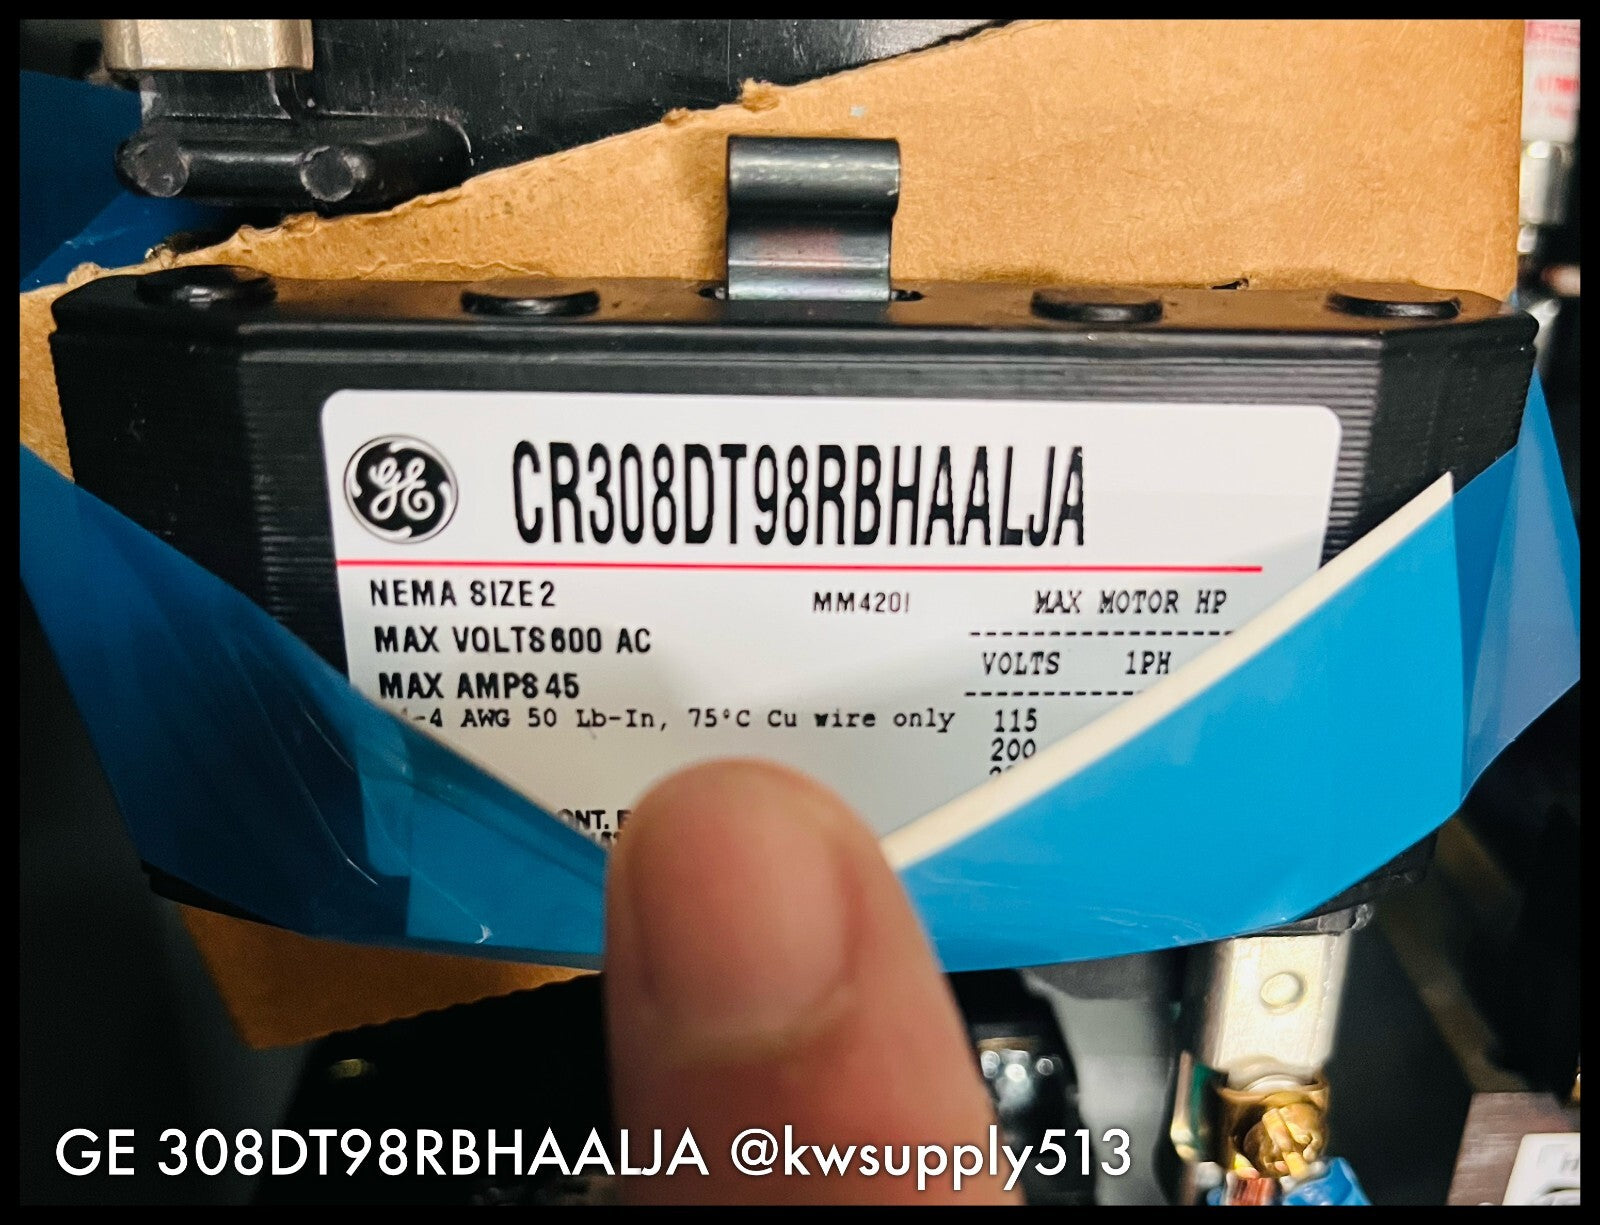 GE
CR308DT98RBHAALJA
NEMA SIZE 2
MM4201
MAX MOTOR HP
MAX VOLTS 600 AC
VOLTS 1PH
MAX AMPS 45
-4 AWG 50 Lb-In, 75°C Cu wire only
115
200
ONT.
GE 308DT98RBHAALJA @kwsupply513